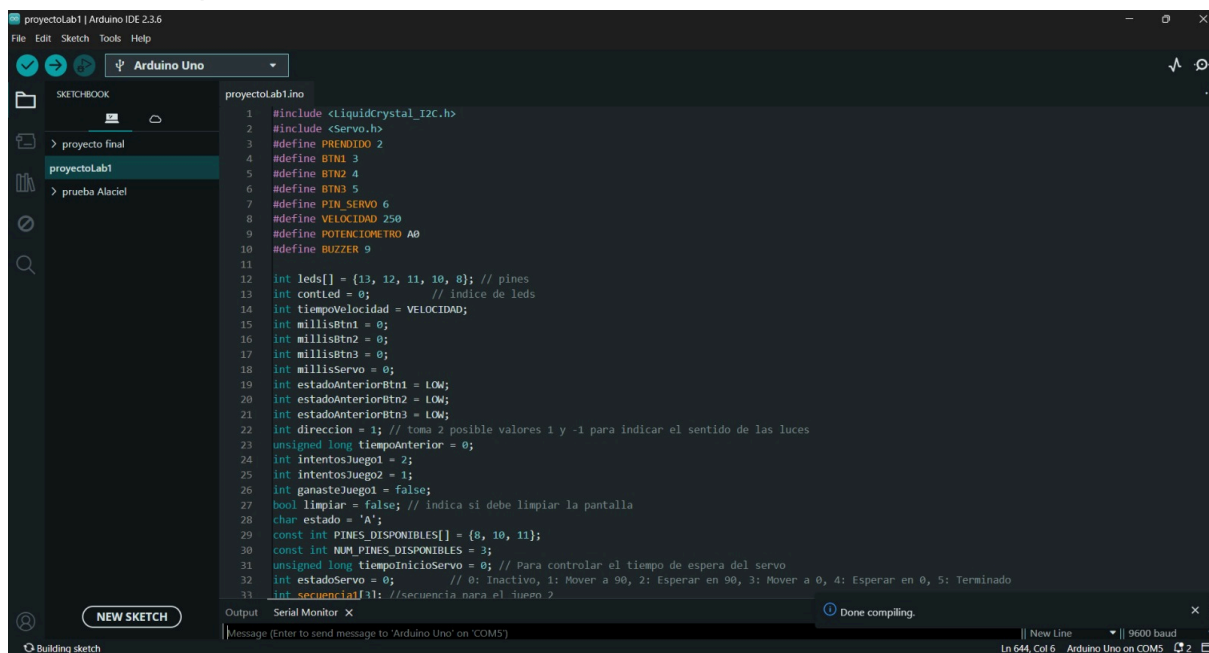 proyectoLab1 | Arduino IDE 2.3.6
File Edit Sketch Tools Help
Arduino Uno
SKETCHBOOK
proyecto final
proyectoLab1
prueba Alaciel
NEW SKETCH
proyectoLab1.ino
1 #include <LiquidCrystal_I2C.h>
2 #include <Servo.h>
3 #define PRENDIDO 2
4 #define BTN1 3
5 #define BTN2 4
6 #define BTN3 5
7 #define PIN_SERVO 6
8 #define VELOCIDAD 250
9 #define POTENCIOMETRO A0
10 #define BUZZER 9
11
12 int leds[] = {13, 12, 11, 10, 8}; // pines
13 int contLed = 0; // indice de leds
14 int tiempoVelocidad = VELOCIDAD;
15 int millisBtn1 = 0;
16 int millisBtn2 = 0;
17 int millisBtn3 = 0;
18 int millisServo = 0;
19 int estadoAnteriorBtn1 = LOW;
20 int estadoAnteriorBtn2 = LOW;
21 int estadoAnteriorBtn3 = LOW;
22 int direccion = 1; // toma 2 posible valores 1 y -1 para indicar el sentido de las luces
23 unsigned long tiempoAnterior = 0;
24 int intentosJuego1 = 2;
25 int intentosJuego2 = 1;
26 int ganasteJuego1 = false;
27 bool limpiar = false; // indica si debe limpiar la pantalla
28 char estado = 'A';
29 const int PINES_DISPONIBLES[] = {8, 10, 11};
30 const int NUM_PINES_DISPONIBLES = 3;
31 unsigned long tiempoInicioServo = 0; // Para controlar el tiempo de espera del servo
32 int estadoServo = 0; // 0: Inactivo, 1: Mover a 90, 2: Esperar en 90, 3: Mover a 0, 4: Esperar en 0, 5: Terminado
33 int secuencia1[3]; //secuencia para el juego 2
Output Serial Monitor X
Done compiling.
Message (Enter to send message to 'Arduino Uno' on 'COM5')
New Line 9600 baud
Building sketch
Ln 644, Col 6 Arduino Uno on COM5 2